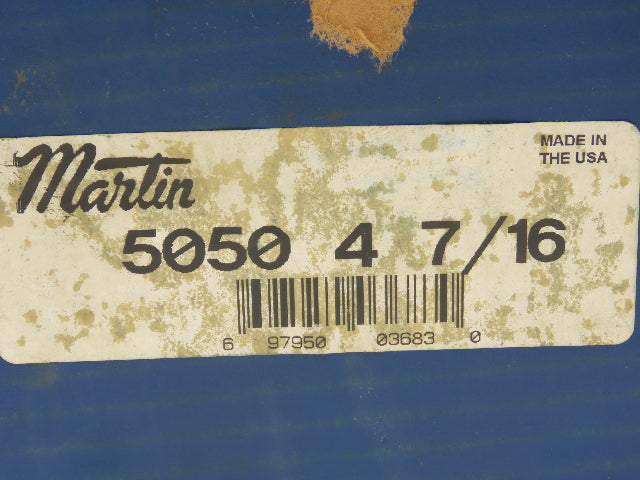 Martin
MADE IN
THE USA
5050 4 7/16
6 97950 03683 0